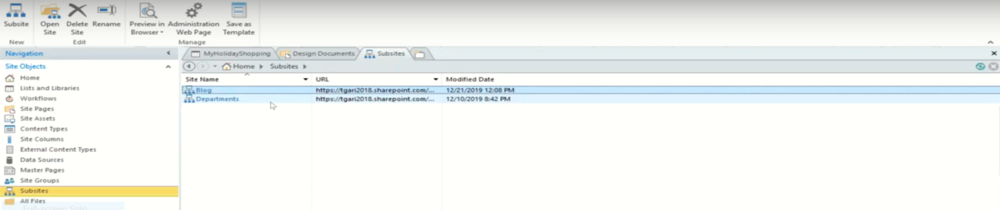 Subsite
Open Site
Delete Site
Rename
Preview in Browser
Administration Web Page
Save as Template
New
Edit
Manage
Navigation
MyHolidayShopping
Design Documents
Subsites
Site Objects
Home
Subsites
Home
Lists and Libraries
Workflows
Site Pages
Site Assets
Content Types
Site Columns
External Content Types
Data Sources
Master Pages
Site Groups
Subsites
All Files
Full-screen Snip
Site Name URL Modified Date
Blog https://tgari2018.sharepoint.com/... 12/21/2019 12:08 PM
Departments https://tgari2018.sharepoint.com/... 12/10/2019 8:42 PM